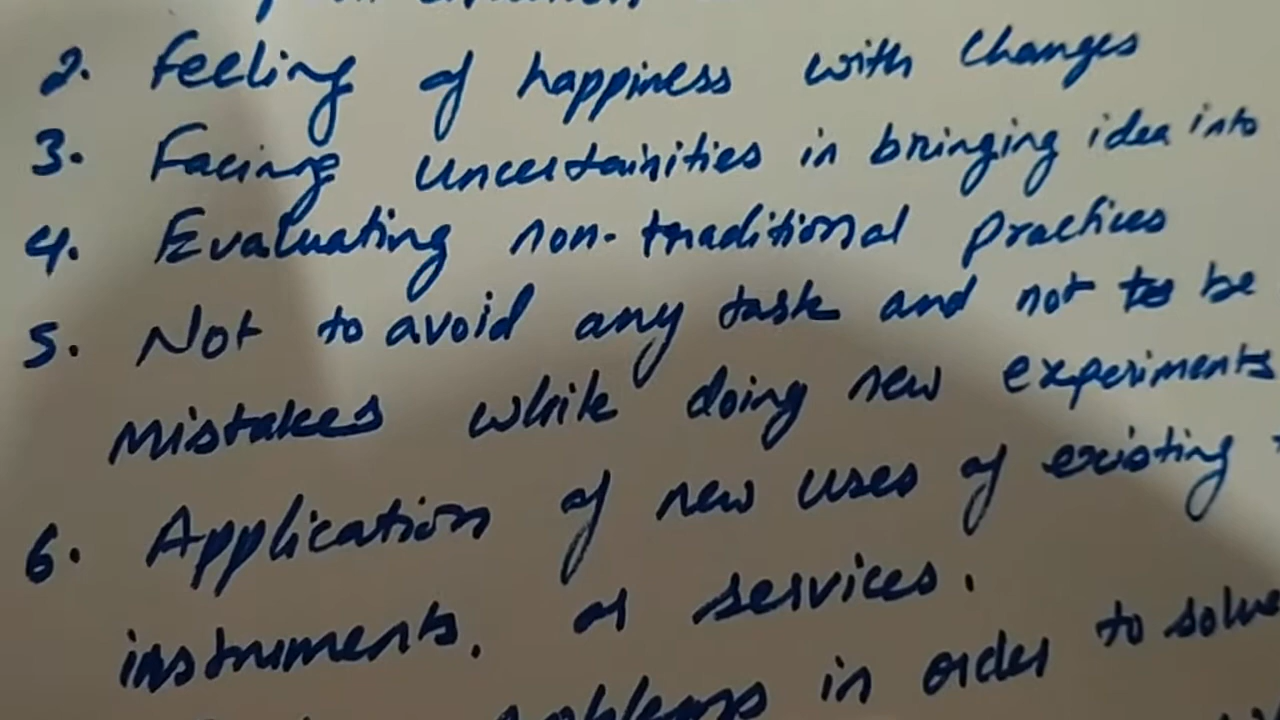 2. Feeling of happiness with changes
3. Facing uncertainities in bringing idea into
4. Evaluating non-traditional practices
5. Not to avoid any task and not to be
mistakes while doing new experiments
6. Application of new uses of existing
instruments. or services.
problems in order to solve